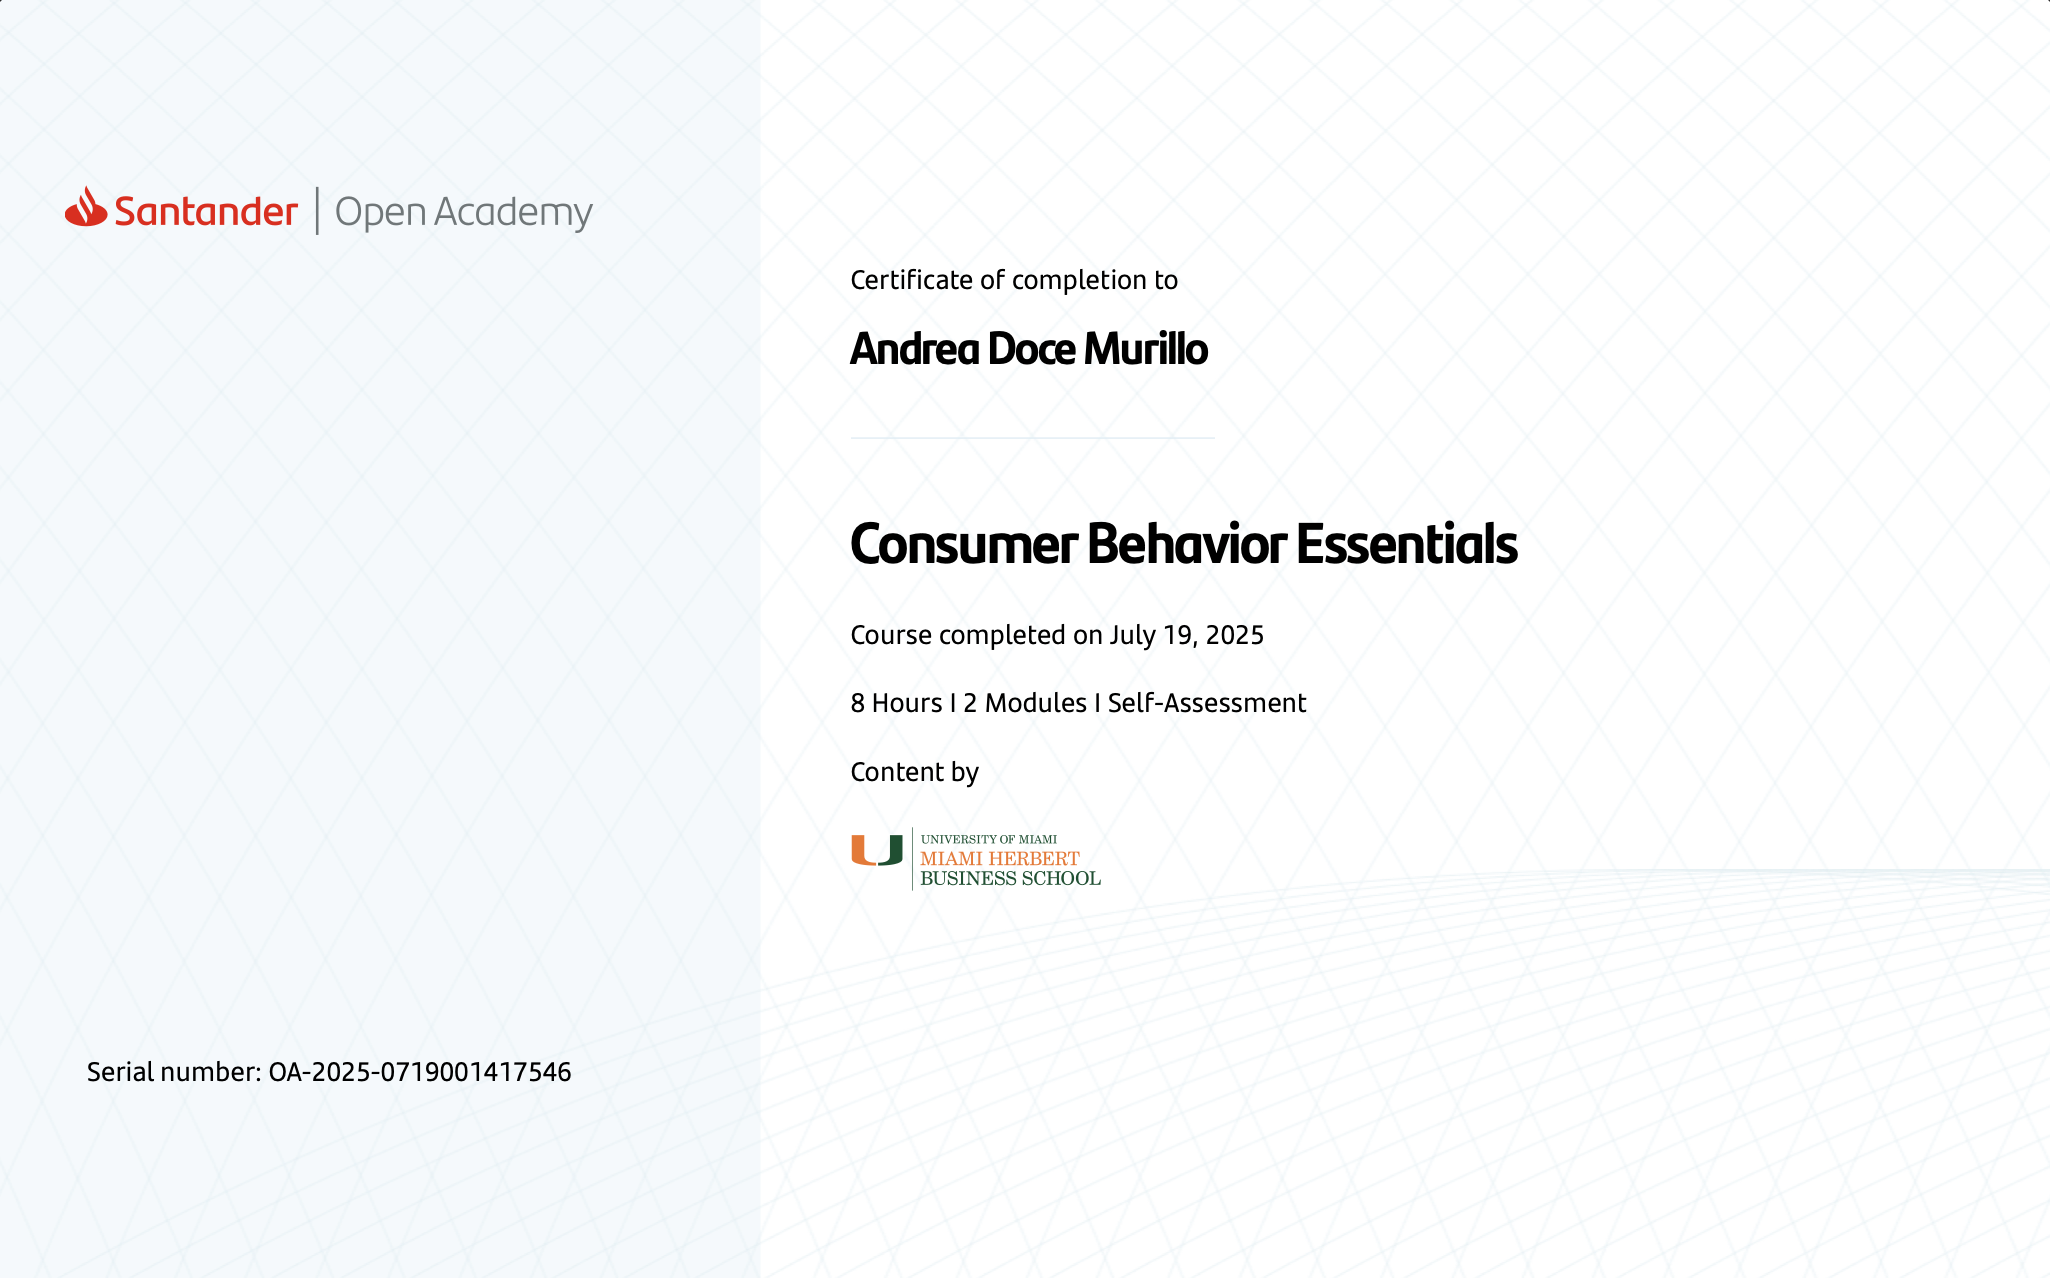 Santander | Open Academy
Certificate of completion to
Andrea Doce Murillo
Consumer Behavior Essentials
Course completed on July 19, 2025
8 Hours I 2 Modules I Self-Assessment
Content by
UNIVERSITY OF MIAMI
MIAMI HERBERT
BUSINESS SCHOOL
Serial number: OA-2025-0719001417546